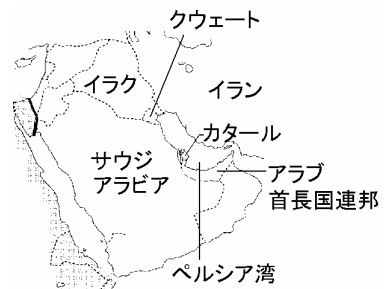 クウェート
イラク
イラン
カタール
サウジ
アラビア
アラブ
首長国連邦
ペルシア湾